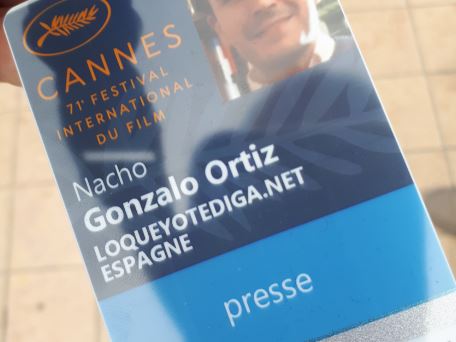 CANNES
71e FESTIVAL
INTERNATIONAL
DU FILM
Nacho
Gonzalo Ortiz
LOQUEYOTEDIGA.NET
ESPAGNE
presse